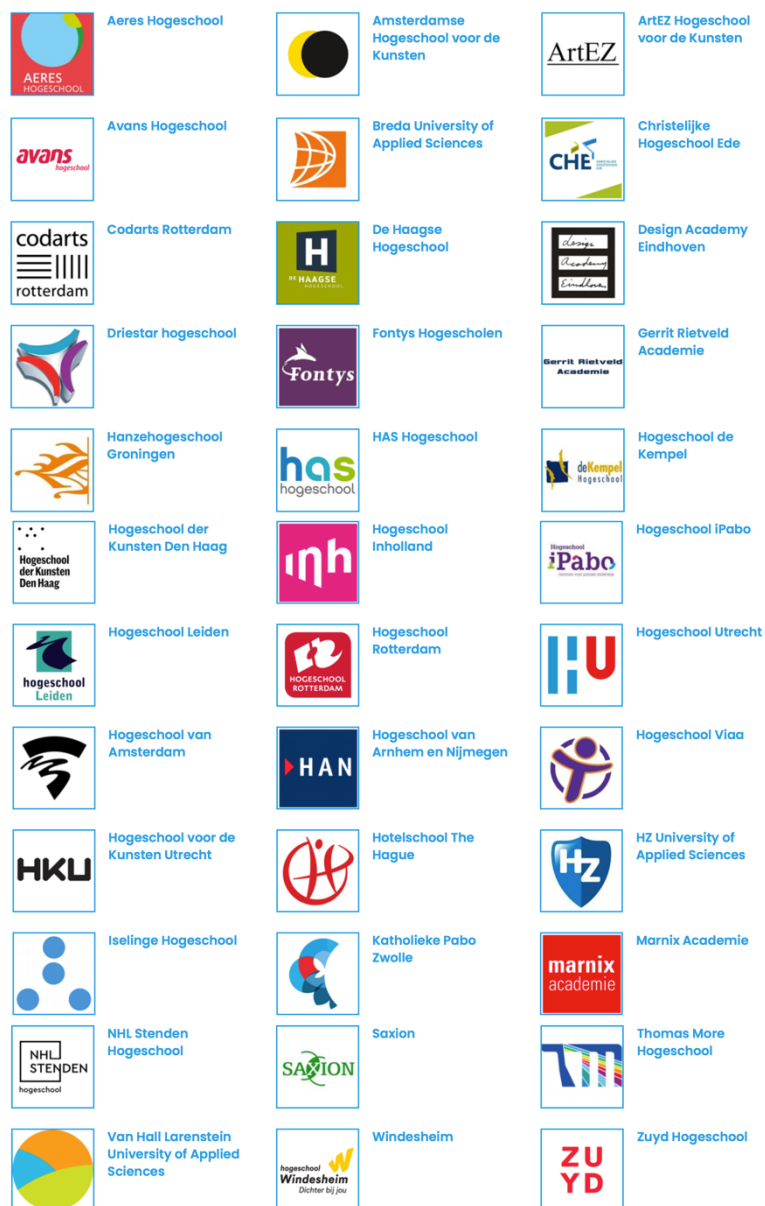 Aeres Hogeschool
AERES
HOGESCHOOL
Amsterdamse
Hogeschool voor de
Kunsten
ArtEZ
ArtEZ Hogeschool
voor de Kunsten
avans
hogeschool
Avans Hogeschool
Breda University of
Applied Sciences
CHE
Christelijke
Hogeschool Ede
codarts
rotterdam
Codarts Rotterdam
H
DE HAAGSE
HOGESCHOOL
De Haagse
Hogeschool
design
Academy
Eindhoven
Design Academy
Eindhoven
Driestar hogeschool
Fontys
Fontys Hogescholen
Gerrit Rietveld
Academie
Gerrit Rietveld
Academie
Hanzehogeschool
Groningen
has
hogeschool
HAS Hogeschool
deKempel
Hogeschool
Hogeschool de
Kempel
Hogeschool
der Kunsten
Den Haag
Hogeschool der
Kunsten Den Haag
inh
Hogeschool
Inholland
Hogeschool
iPabo
Hogeschool iPabo
hogeschool
Leiden
Hogeschool Leiden
HOGESCHOOL
ROTTERDAM
Hogeschool
Rotterdam
HU
Hogeschool Utrecht
Hogeschool van
Amsterdam
HAN
Hogeschool van
Arnhem en Nijmegen
Hogeschool Viaa
HKU
Hogeschool voor de
Kunsten Utrecht
Hotelschool The
Hague
HZ
HZ University of
Applied Sciences
Iselinge Hogeschool
Katholieke Pabo
Zwolle
marnix
academie
Marnix Academie
NHL
STENDEN
hogeschool
NHL Stenden
Hogeschool
SAXION
Saxion
Tm
Thomas More
Hogeschool
Van Hall Larenstein
University of Applied
Sciences
hogeschool
Windesheim
Dichter bij jou
Windesheim
ZU
YD
Zuyd Hogeschool